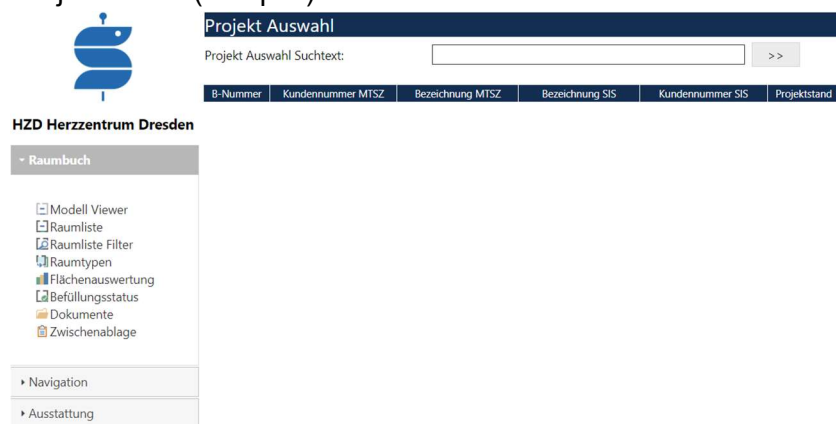 Projekt Auswahl
Projekt Auswahl Suchtext:
>>
B-Nummer Kundennummer MTSZ Bezeichnung MTSZ Bezeichnung SIS Kundennummer SIS Projektstand
HZD Herzzentrum Dresden
Raumbuch
Modell Viewer
Raumliste
Raumliste Filter
Raumtypen
Flächenauswertung
Befüllungsstatus
Dokumente
Zwischenablage
Navigation
Ausstattung